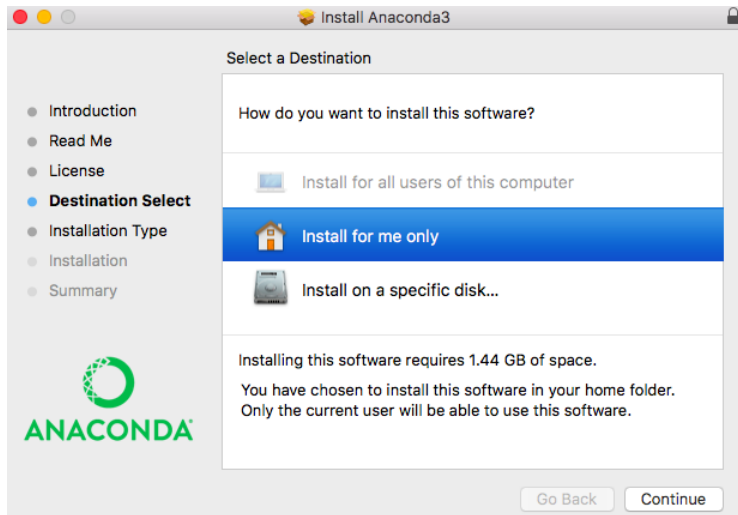 Install Anaconda3
Select a Destination
Introduction
Read Me
License
Destination Select
Installation Type
Installation
Summary
ANACONDA
How do you want to install this software?
Install for all users of this computer
Install for me only
Install on a specific disk...
Installing this software requires 1.44 GB of space.
You have chosen to install this software in your home folder.
Only the current user will be able to use this software.
Go Back
Continue